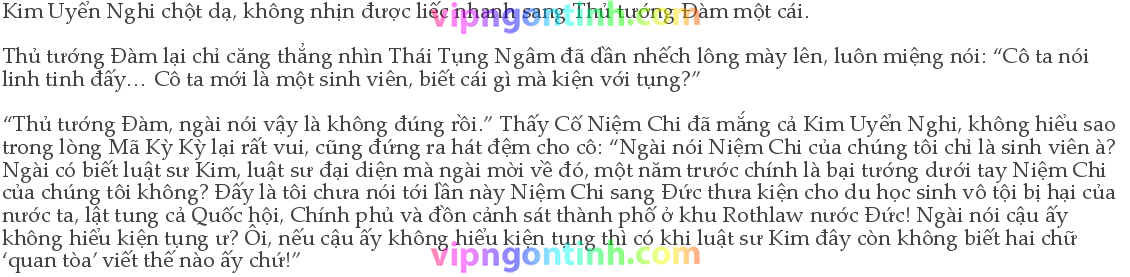 Kim Uyển Nghi chột dạ, không nhịn được liếc nhanh sang Thủ tướng Đàm một cái.
vipngontinh.com
Thủ tướng Đàm lại chỉ căng thẳng nhìn Thái Tụng Ngâm đã dần nhếch lông mày lên, luôn miệng nói: “Cô ta nói
linh tinh đấy… Cô ta mới là một sinh viên, biết cái gì mà kiện với tụng?”
“Thủ tướng Đàm, ngài nói vậy là không đúng rồi.” Thấy Cố Niệm Chi đã mắng cả Kim Uyển Nghi, không hiểu sao
trong lòng Mã Kỳ Kỳ lại rất vui, cũng đứng ra hát đệm cho cô: “Ngài nói Niệm Chi của chúng tôi chỉ là sinh viên à?
Ngài có biết luật sư Kim, luật sư đại diện mà ngài mời về đó, một năm trước chính là bại tướng dưới tay Niệm Chi
của chúng tôi không? Đấy là tôi chưa nói tới lần này Niệm Chi sang Đức thưa kiện cho du học sinh vô tội bị hại của
nước ta, lật tung cả Quốc hội, Chính phủ và đồn cảnh sát thành phố ở khu Rothlaw nước Đức! Ngài nói cậu ấy
không hiểu kiện tụng ư? Ôi, nếu cậu ấy không hiểu kiện tụng thì có khi luật sư Kim đây còn không biết hai chữ
vipngontinh.com
‘quan tòa’ viết thế nào ấy chứ!”